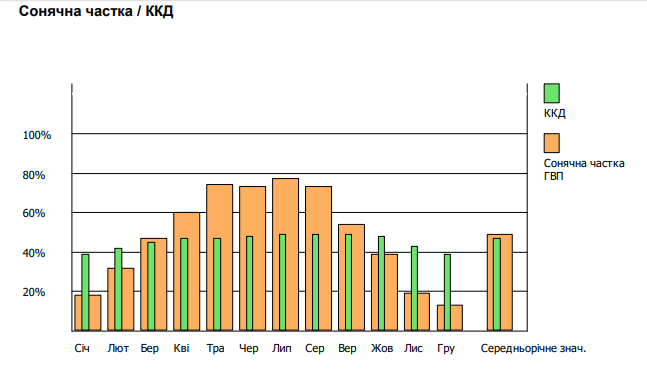 Сонячна частка / ККД
ККД
Сонячна частка
ГВП
100%
80%
60%
40%
20%
Січ Лют Бер Кві Тра Чер Лип Сер Вер Жов Лис Гру Середньорічне знач.